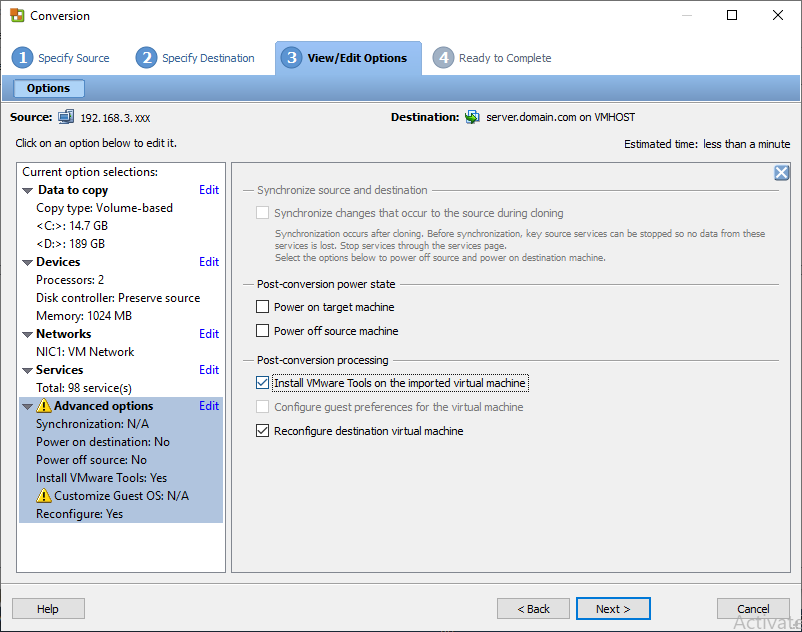 Conversion
1 Specify Source
2 Specify Destination
3 View/Edit Options
4 Ready to Complete
Options
Source: 192.168.3.xxx
Destination: server.domain.com on VMHOST
Click on an option below to edit it.
Estimated time: less than a minute
Current option selections:
Data to copy Edit
Copy type: Volume-based
<C:>: 14.7 GB
<D:>: 189 GB
Devices Edit
Processors: 2
Disk controller: Preserve source
Memory: 1024 MB
Networks Edit
NIC1: VM Network
Services Edit
Total: 98 service(s)
Advanced options Edit
Synchronization: N/A
Power on destination: No
Power off source: No
Install VMware Tools: Yes
Customize Guest OS: N/A
Reconfigure: Yes
Synchronize source and destination
Synchronize changes that occur to the source during cloning
Synchronization occurs after cloning. Before synchronization, key source services can be stopped so no data from these
services is lost. Stop services through the services page.
Select the options below to power off source and power on destination machine.
Post-conversion power state
Power on target machine
Power off source machine
Post-conversion processing
Install VMware Tools on the imported virtual machine
Configure guest preferences for the virtual machine
Reconfigure destination virtual machine
Help
< Back
Next >
Cancel
Activate